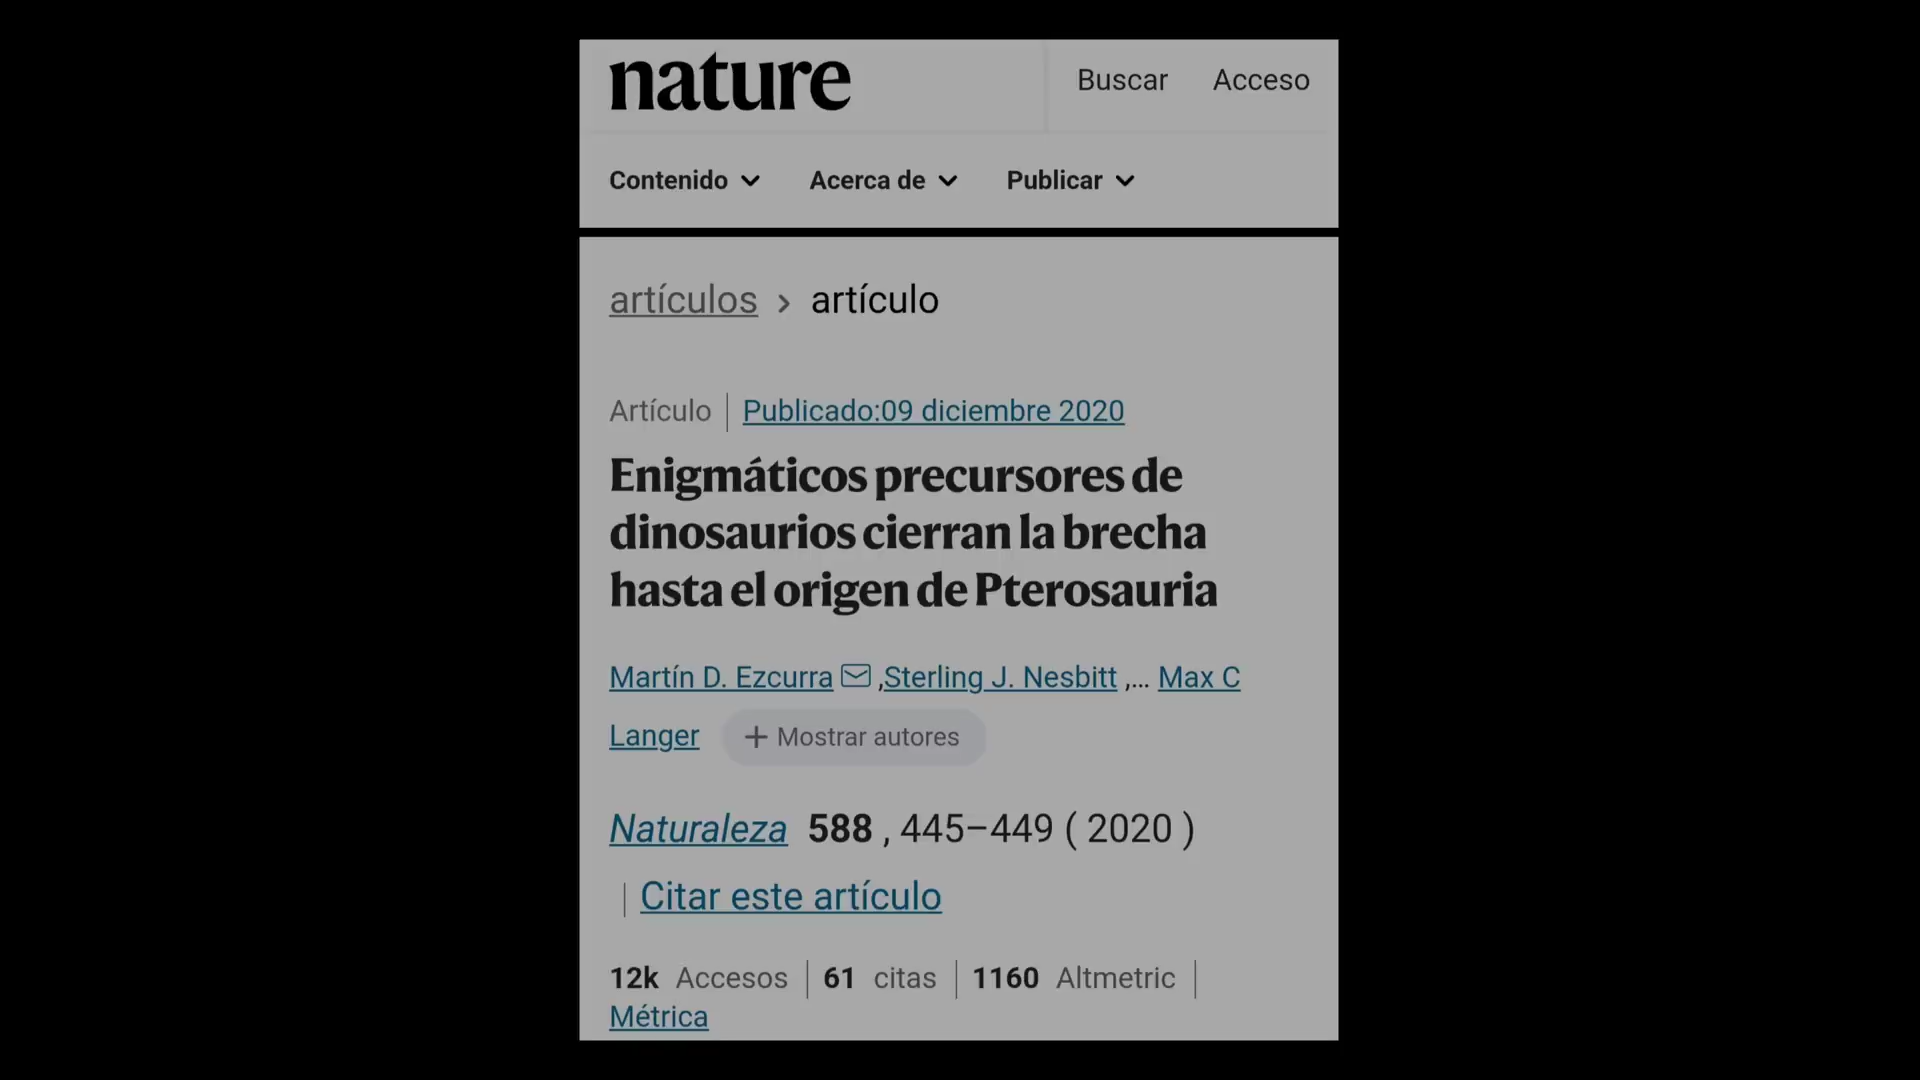 nature
Buscar Acceso
Contenido Acerca de Publicar
artículos > artículo
Artículo | Publicado:09 diciembre 2020
Enigmáticos precursores de
dinosaurios cierran la brecha
hasta el origen de Pterosauria
Martín D. Ezcurra ,Sterling J. Nesbitt ,... Max C
Langer + Mostrar autores
Naturaleza 588 , 445–449 ( 2020 )
| Citar este artículo
12k Accesos | 61 citas | 1160 Altmetric |
Métrica